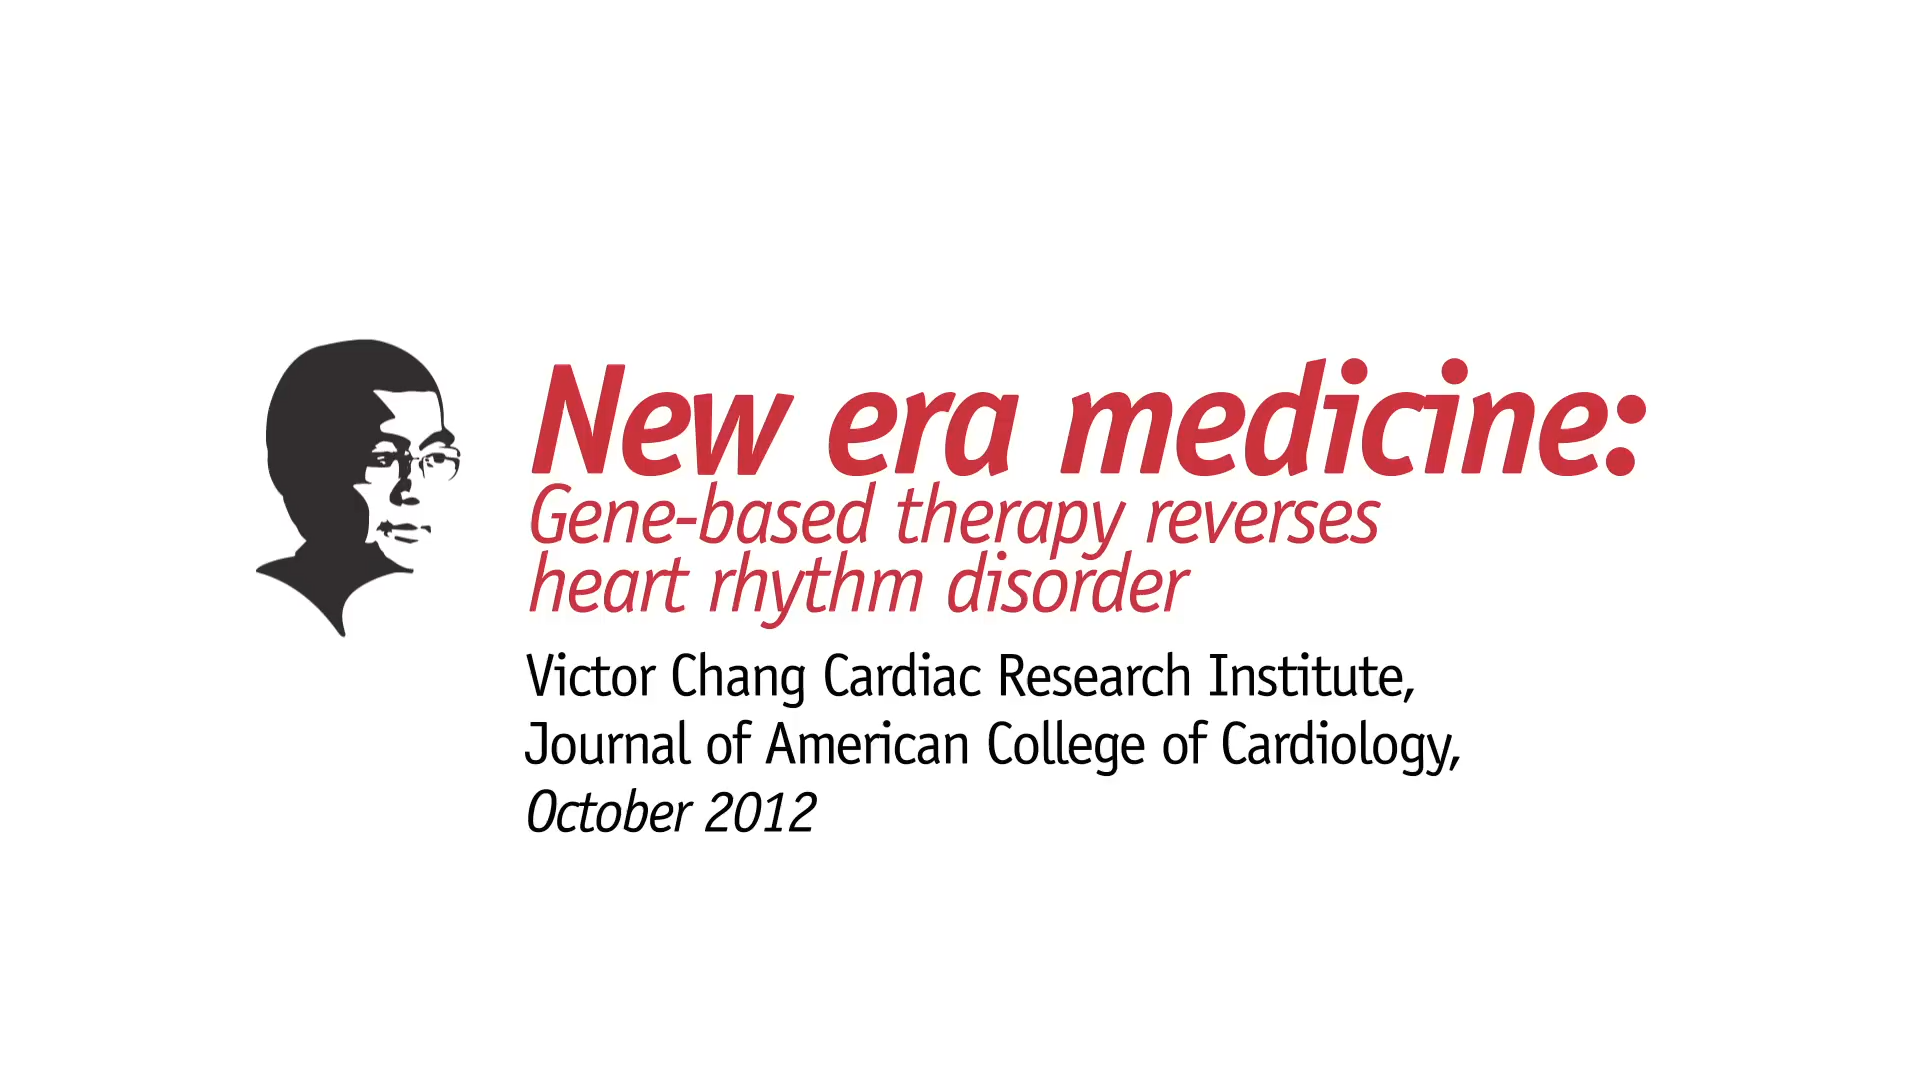 New era medicine:
Gene-based therapy reverses
heart rhythm disorder
Victor Chang Cardiac Research Institute,
Journal of American College of Cardiology,
October 2012